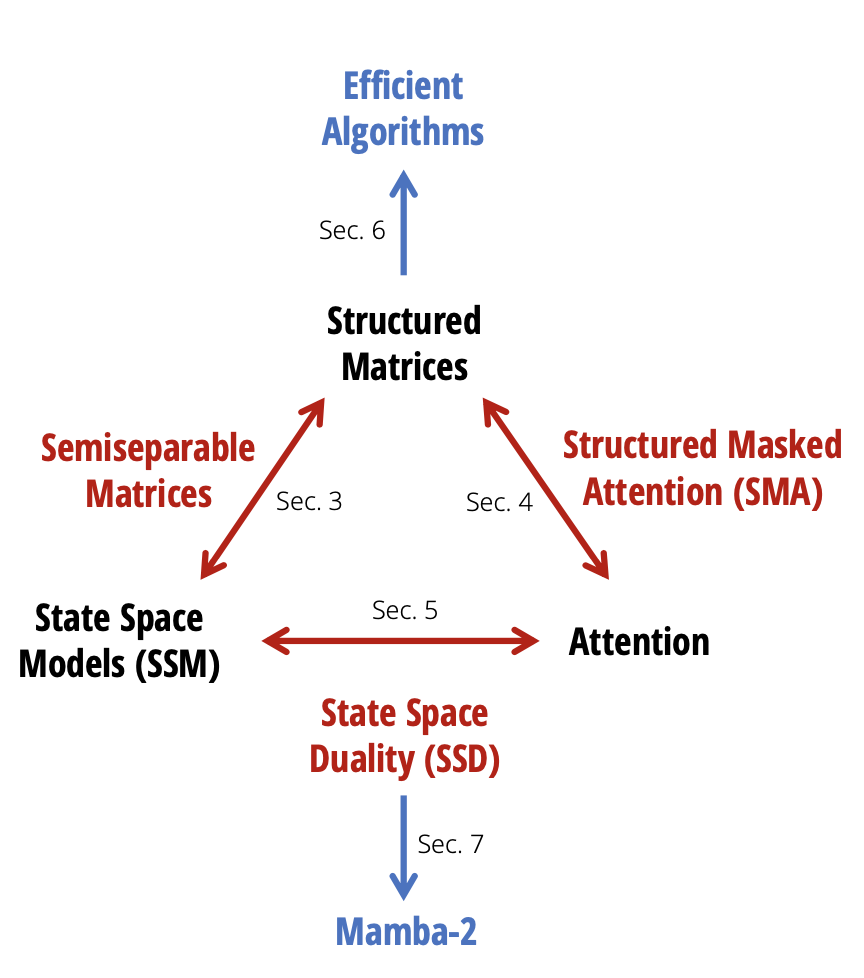 Efficient
Algorithms
Sec. 6
Structured
Matrices
Semiseparable
Matrices
Structured Masked
Attention (SMA)
Sec. 3
Sec. 4
State Space
Models (SSM)
Sec. 5
Attention
State Space
Duality (SSD)
Sec. 7
Mamba-2